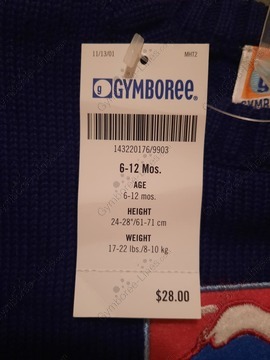 11/13/01 MHT2
g GYMBOREE®
143220176/9903
6-12 Mos.
AGE
6-12 mos.
HEIGHT
24-28"/61-71 cm
WEIGHT
17-22 lbs./8-10 kg.
$28.00